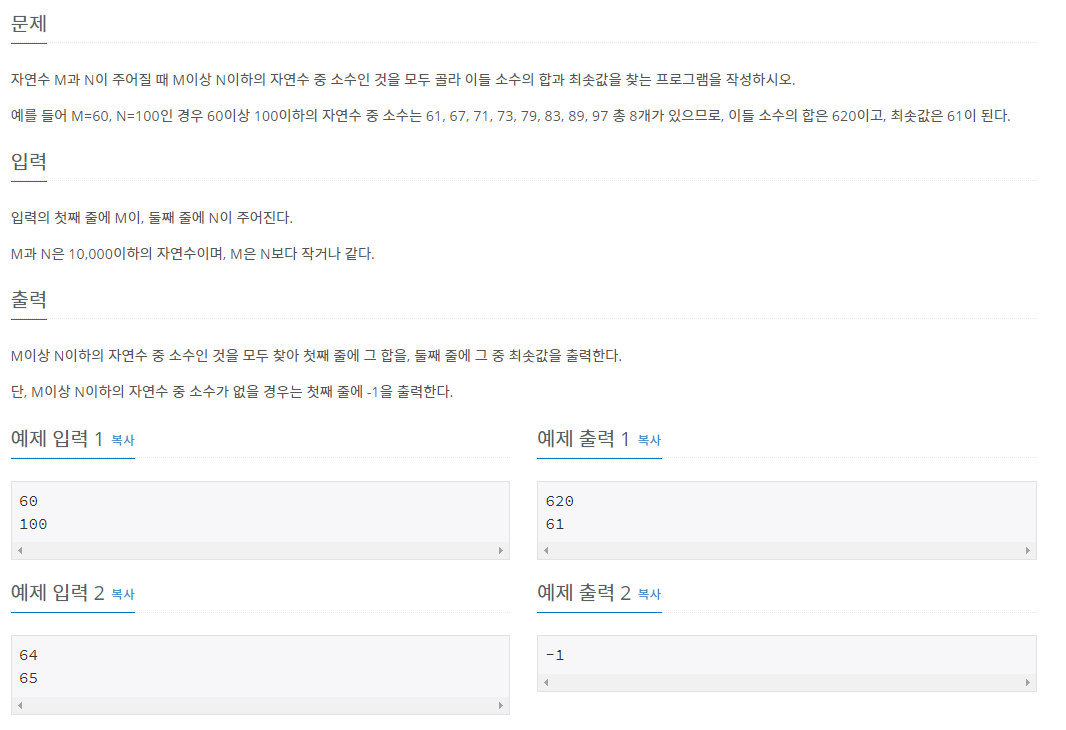 문제
자연수 M과 N이 주어질 때 M이상 N이하의 자연수 중 소수인 것을 모두 골라 이들 소수의 합과 최솟값을 찾는 프로그램을 작성하시오.
예를 들어 M=60, N=100인 경우 60이상 100이하의 자연수 중 소수는 61, 67, 71, 73, 79, 83, 89, 97 총 8개가 있으므로, 이들 소수의 합은 620이고, 최솟값은 61이 된다.
입력
입력의 첫째 줄에 M이, 둘째 줄에 N이 주어진다.
M과 N은 10,000이하의 자연수이며, M은 N보다 작거나 같다.
출력
M이상 N이하의 자연수 중 소수인 것을 모두 찾아 첫째 줄에 그 합을, 둘째 줄에 그 중 최솟값을 출력한다.
단, M이상 N이하의 자연수 중 소수가 없을 경우는 첫째 줄에 -1을 출력한다.
예제 입력 1 복사
60
100
예제 출력 1 복사
620
61
예제 입력 2 복사
64
65
예제 출력 2 복사
-1